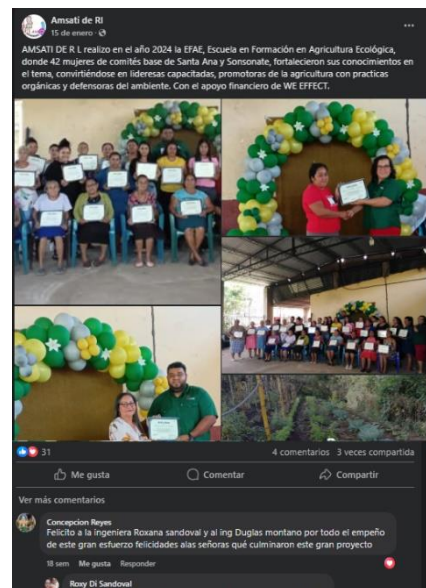 Amsati de Rl
15 de enero ·
AMSATI DE R L realizo en el año 2024 la EFAE, Escuela en Formación en Agricultura Ecológica,
donde 42 mujeres de comités base de Santa Ana y Sonsonate, fortalecieron sus conocimientos en
el tema, convirtiéndose en lideresas capacitadas, promotoras de la agricultura con practicas
orgánicas y defensoras del ambiente. Con el apoyo financiero de WE EFFECT.
31
4 comentarios 3 veces compartida
Me gusta Comentar Compartir
Ver más comentarios
Concepcion Reyes
Felicito a la ingeniera Roxana sandoval y al ing Duglas montano por todo el empeño
de este gran esfuerzo felicidades alas señoras qué culminaron este gran proyecto
18 sem Me gusta Responder
Roxy Di Sandoval